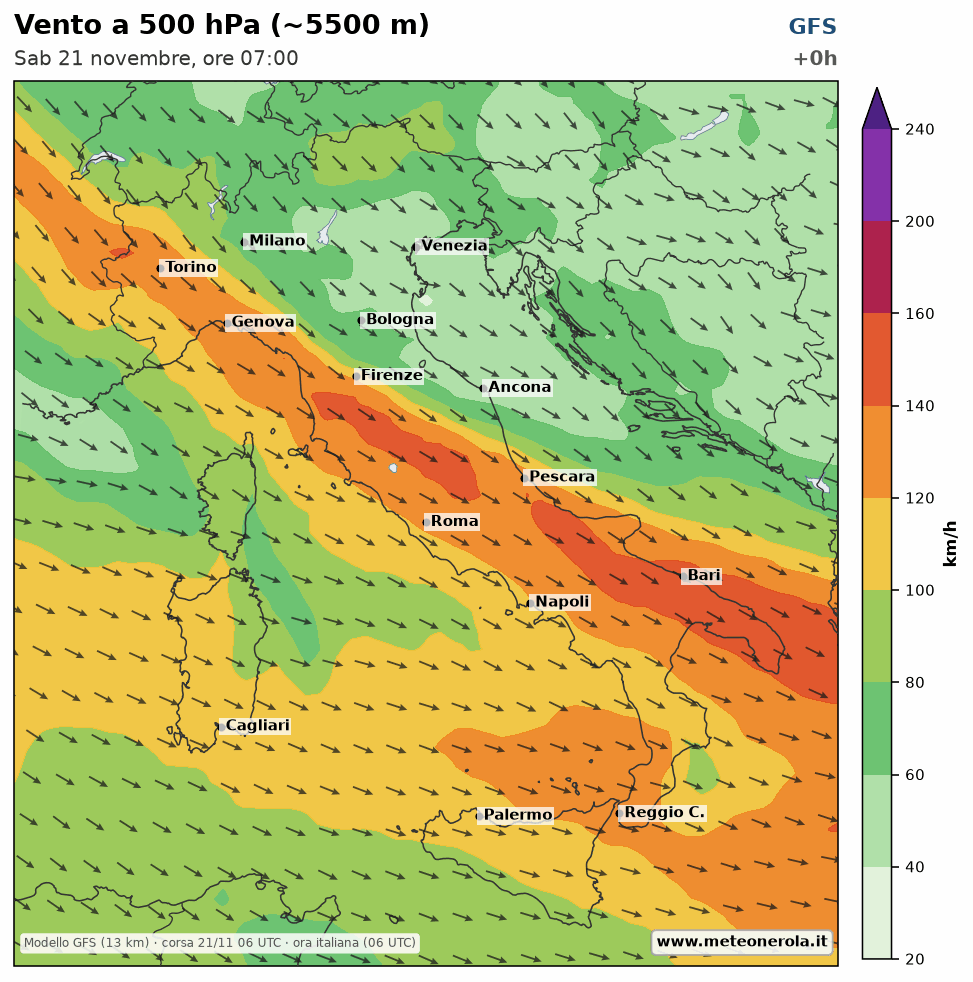 Vento a 500 hPa (~5500 m)
GFS
Sab 21 novembre, ore 07:00
+0h
Milano
Venezia
Torino
Genova
Bologna
Firenze
Ancona
Pescara
Roma
Bari
Napoli
Cagliari
Palermo
Reggio C.
240
200
160
140
120
100
80
60
40
20
km/h
Modello GFS (13 km) · corsa 21/11 06 UTC · ora italiana (06 UTC)
www.meteonerola.it